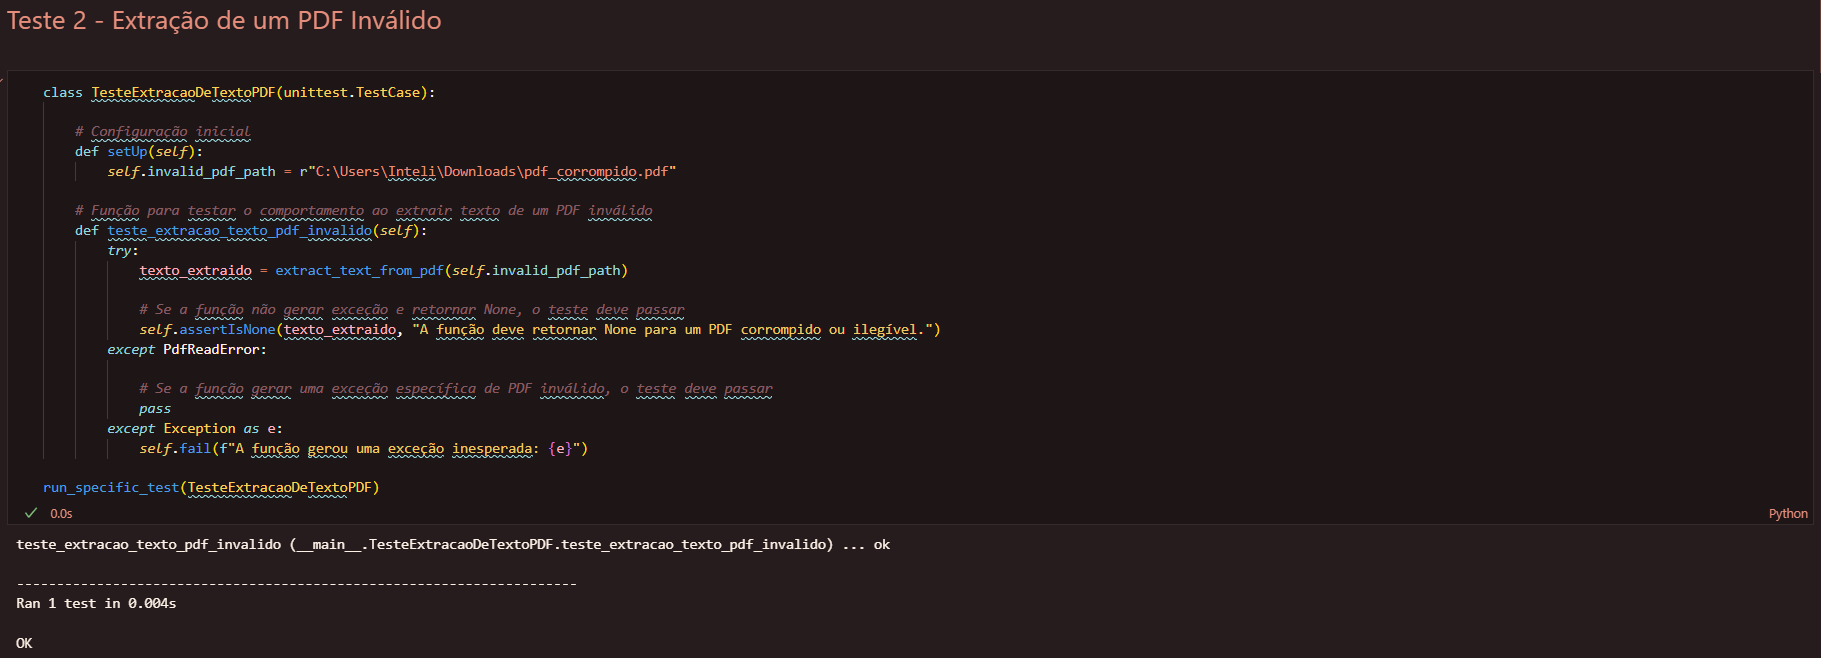 Teste 2 - Extração de um PDF Inválido
class TesteExtracaoDeTextoPDF(unittest.TestCase):
# Configuração inicial
def setUp(self):
self.invalid_pdf_path = r"C:\Users\Inteli\Downloads\pdf_corrompido.pdf"
# Função para testar o comportamento ao extrair texto de um PDF inválido
def teste_extracao_texto_pdf_invalido(self):
try:
texto_extraido = extract_text_from_pdf(self.invalid_pdf_path)
# Se a função não gerar exceção e retornar None, o teste deve passar
self.assertIsNone(texto_extraido, "A função deve retornar None para um PDF corrompido ou ilegível.")
except PdfReadError:
# Se a função gerar uma exceção específica de PDF inválido, o teste deve passar
pass
except Exception as e:
self.fail(f"A função gerou uma exceção inesperada: {e}")
run_specific_test(TesteExtracaoDeTextoPDF)
0.0s
Python
teste_extracao_texto_pdf_invalido (__main__.TesteExtracaoDeTextoPDF.teste_extracao_texto_pdf_invalido) ... ok
----------------------------------------------------------------------
Ran 1 test in 0.004s
OK